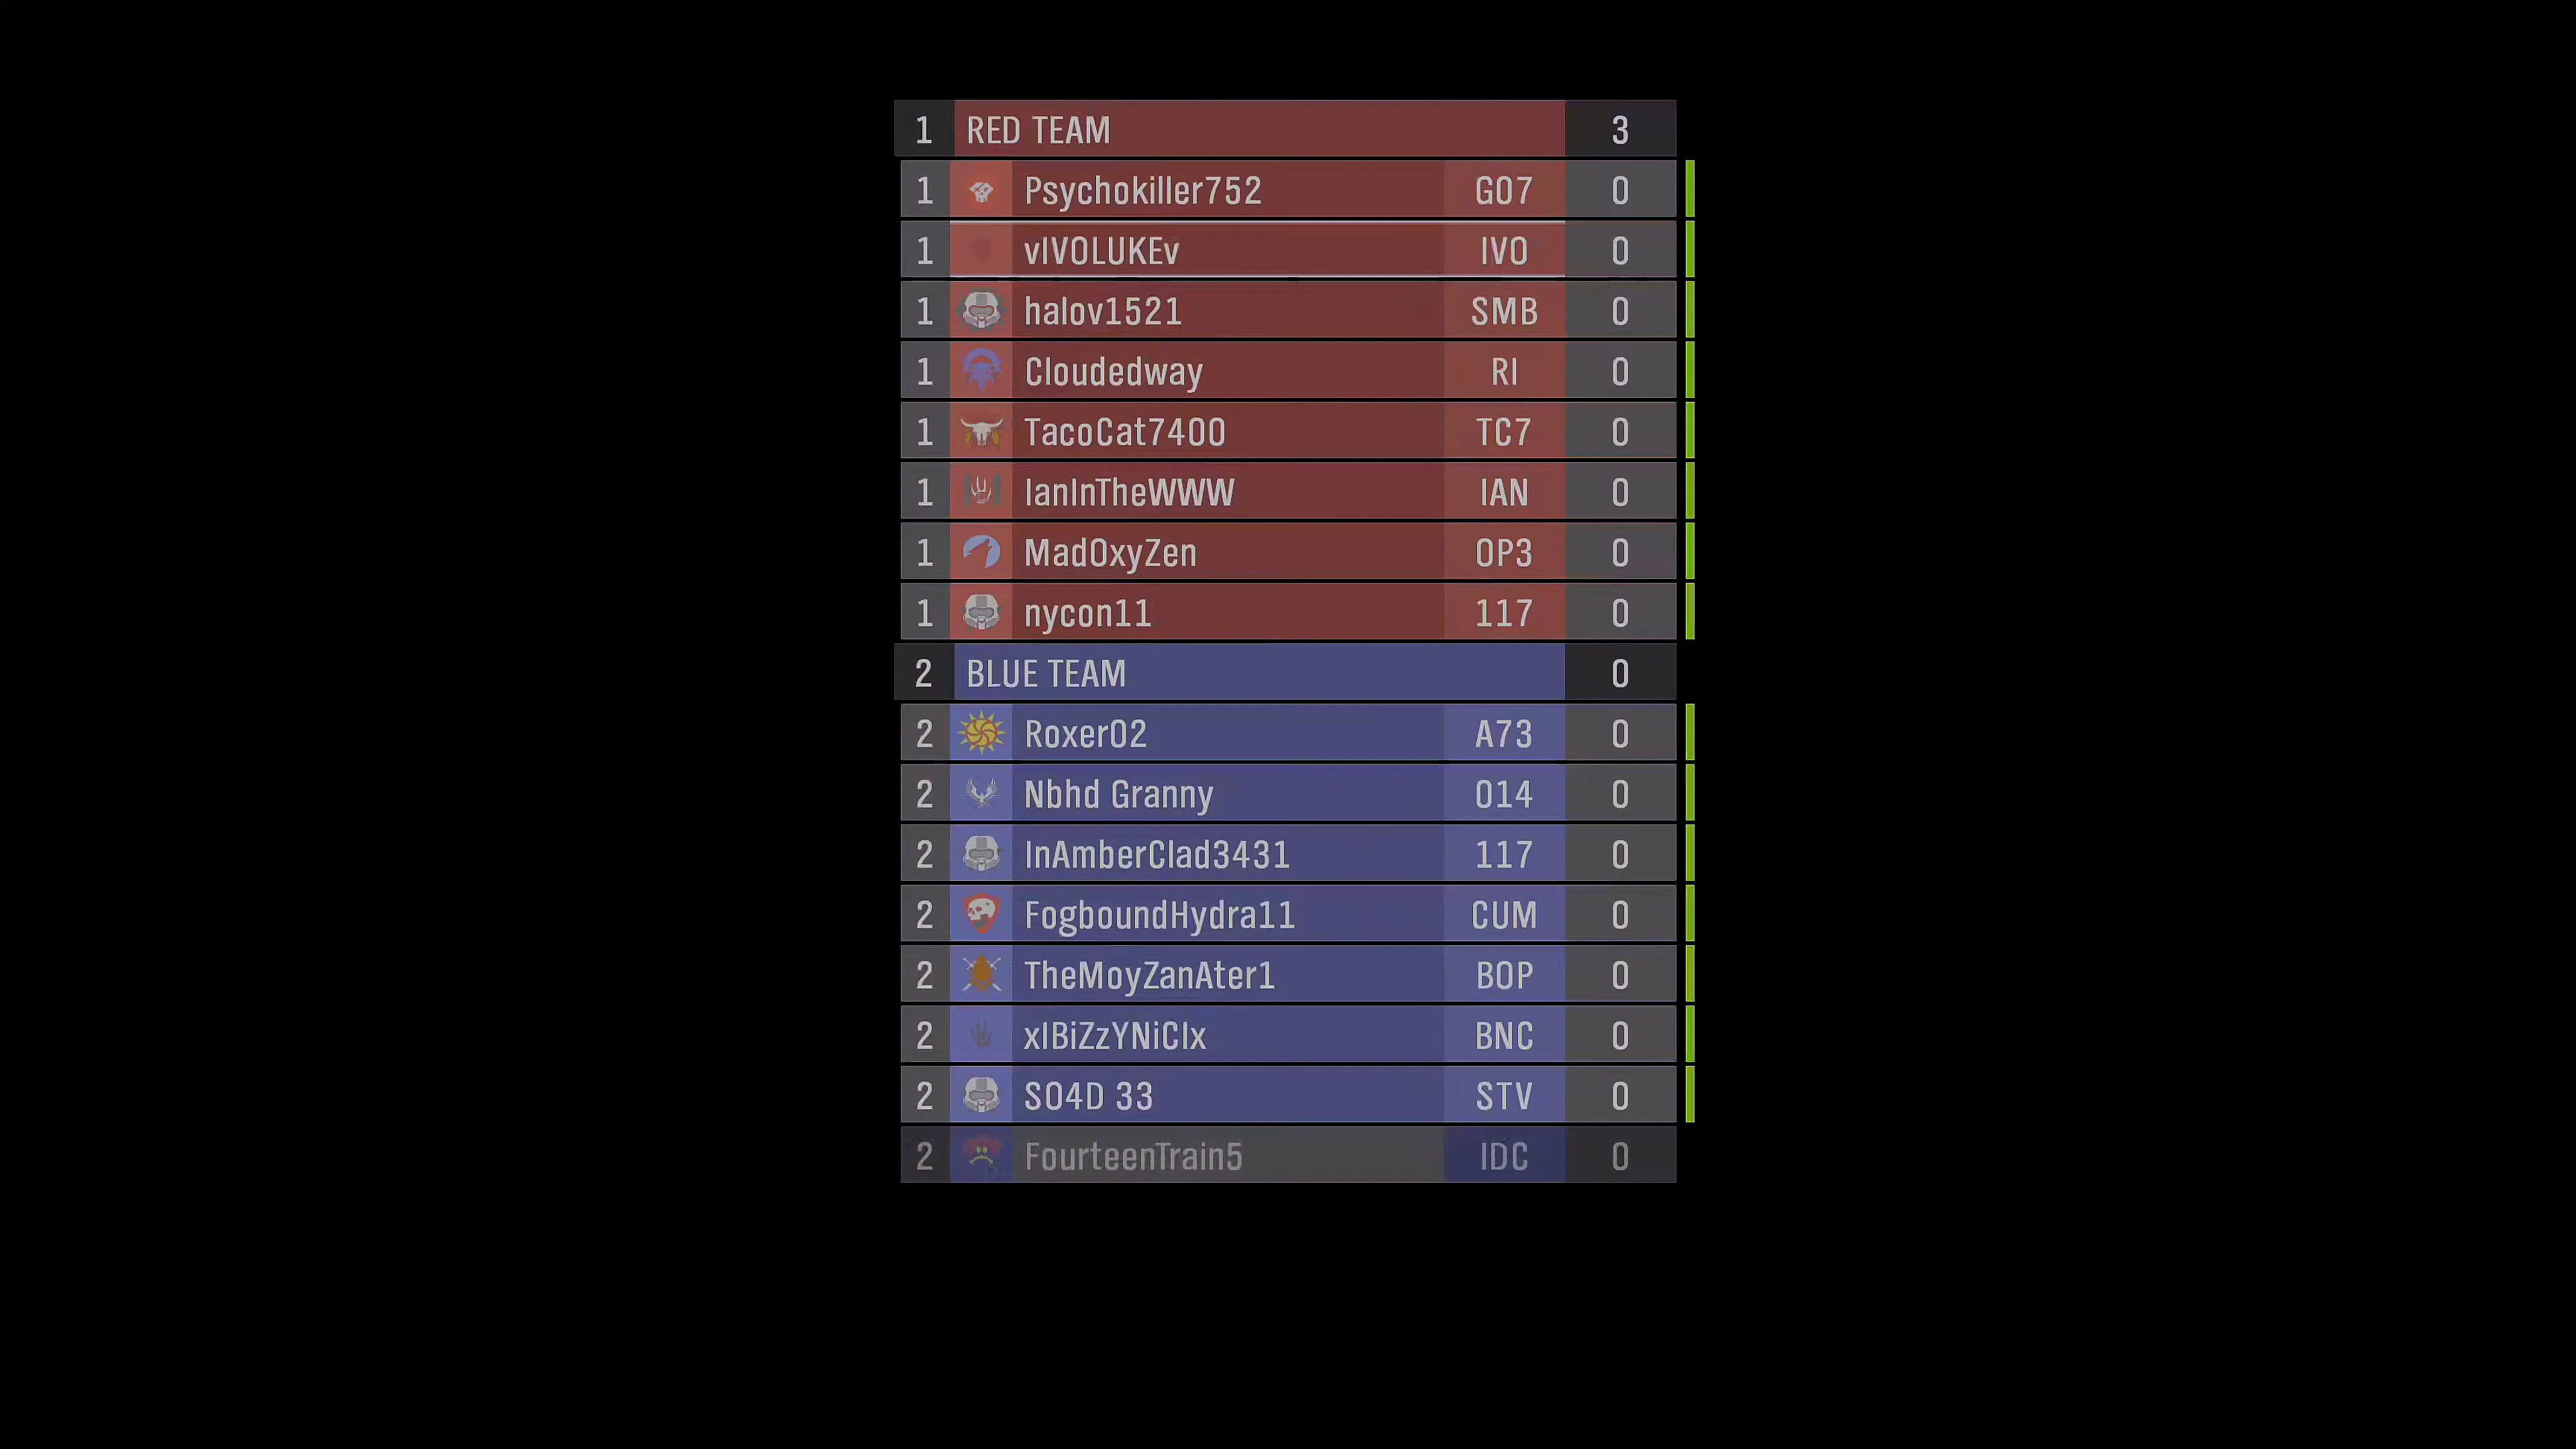 1 RED TEAM 3
1 Psychokiller752 G07 0
1 vIVOLUKEv IVO 0
1 halov1521 SMB 0
1 Cloudedway RI 0
1 TacoCat7400 TC7 0
1 IanInTheWWW IAN 0
1 MadOxyZen OP3 0
1 nycon11 117 0
2 BLUE TEAM 0
2 Roxer02 A73 0
2 Nbhd Granny 014 0
2 InAmberClad3431 117 0
2 FogboundHydra11 CUM 0
2 TheMoyZanAter1 BOP 0
2 xIBiZzYNiCIx BNC 0
2 SO4D 33 STV 0
2 FourteenTrain5 IDC 0